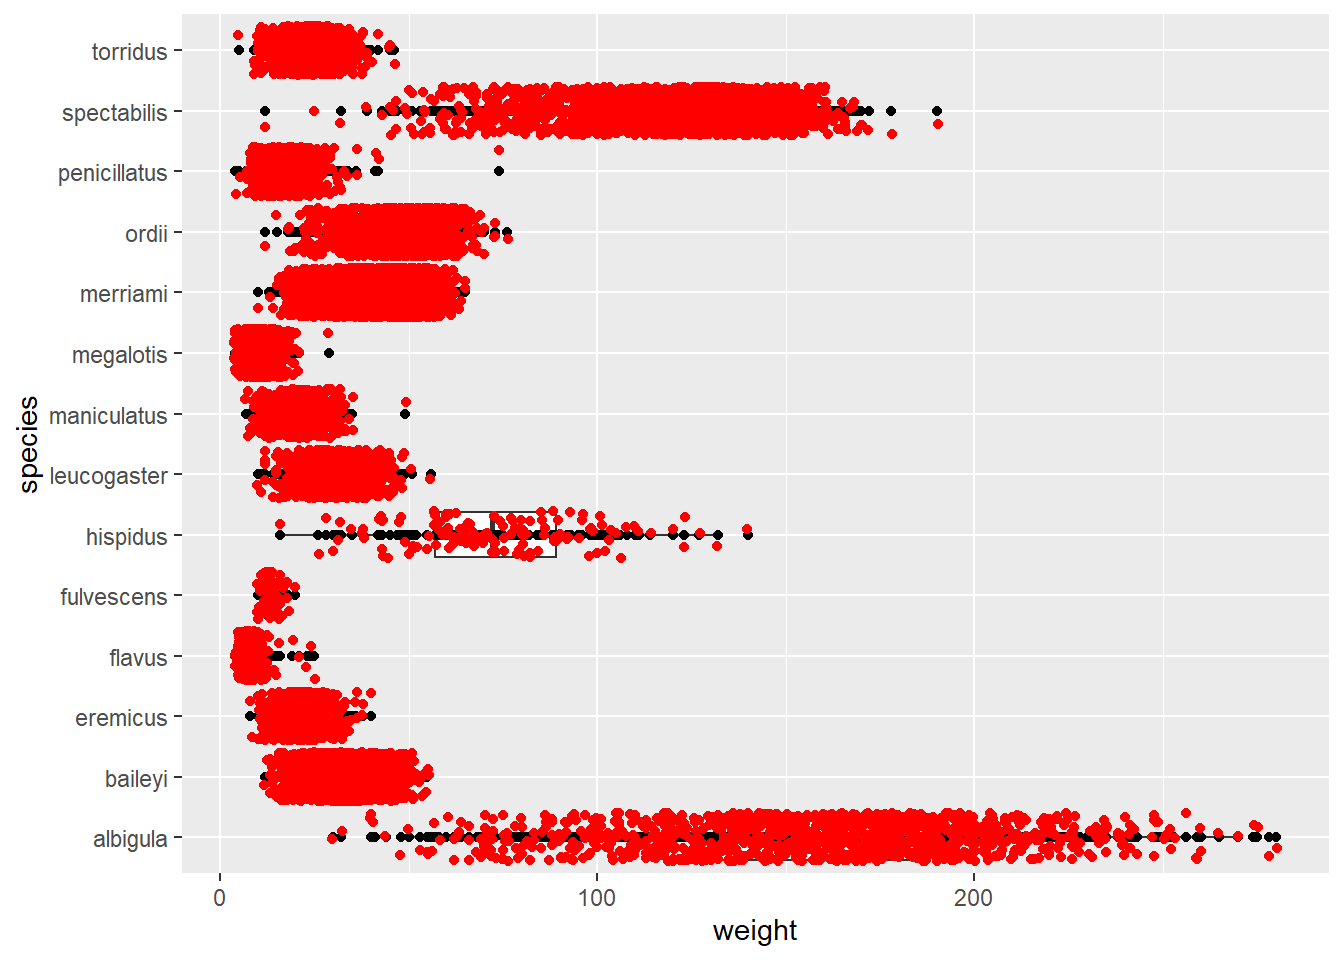 torridus
spectabilis
penicillatus
ordii
merriami
megalotis
maniculatus
leucogaster
hispidus
fulvescens
flavus
eremicus
baileyi
albigula
species
0 100 200
weight